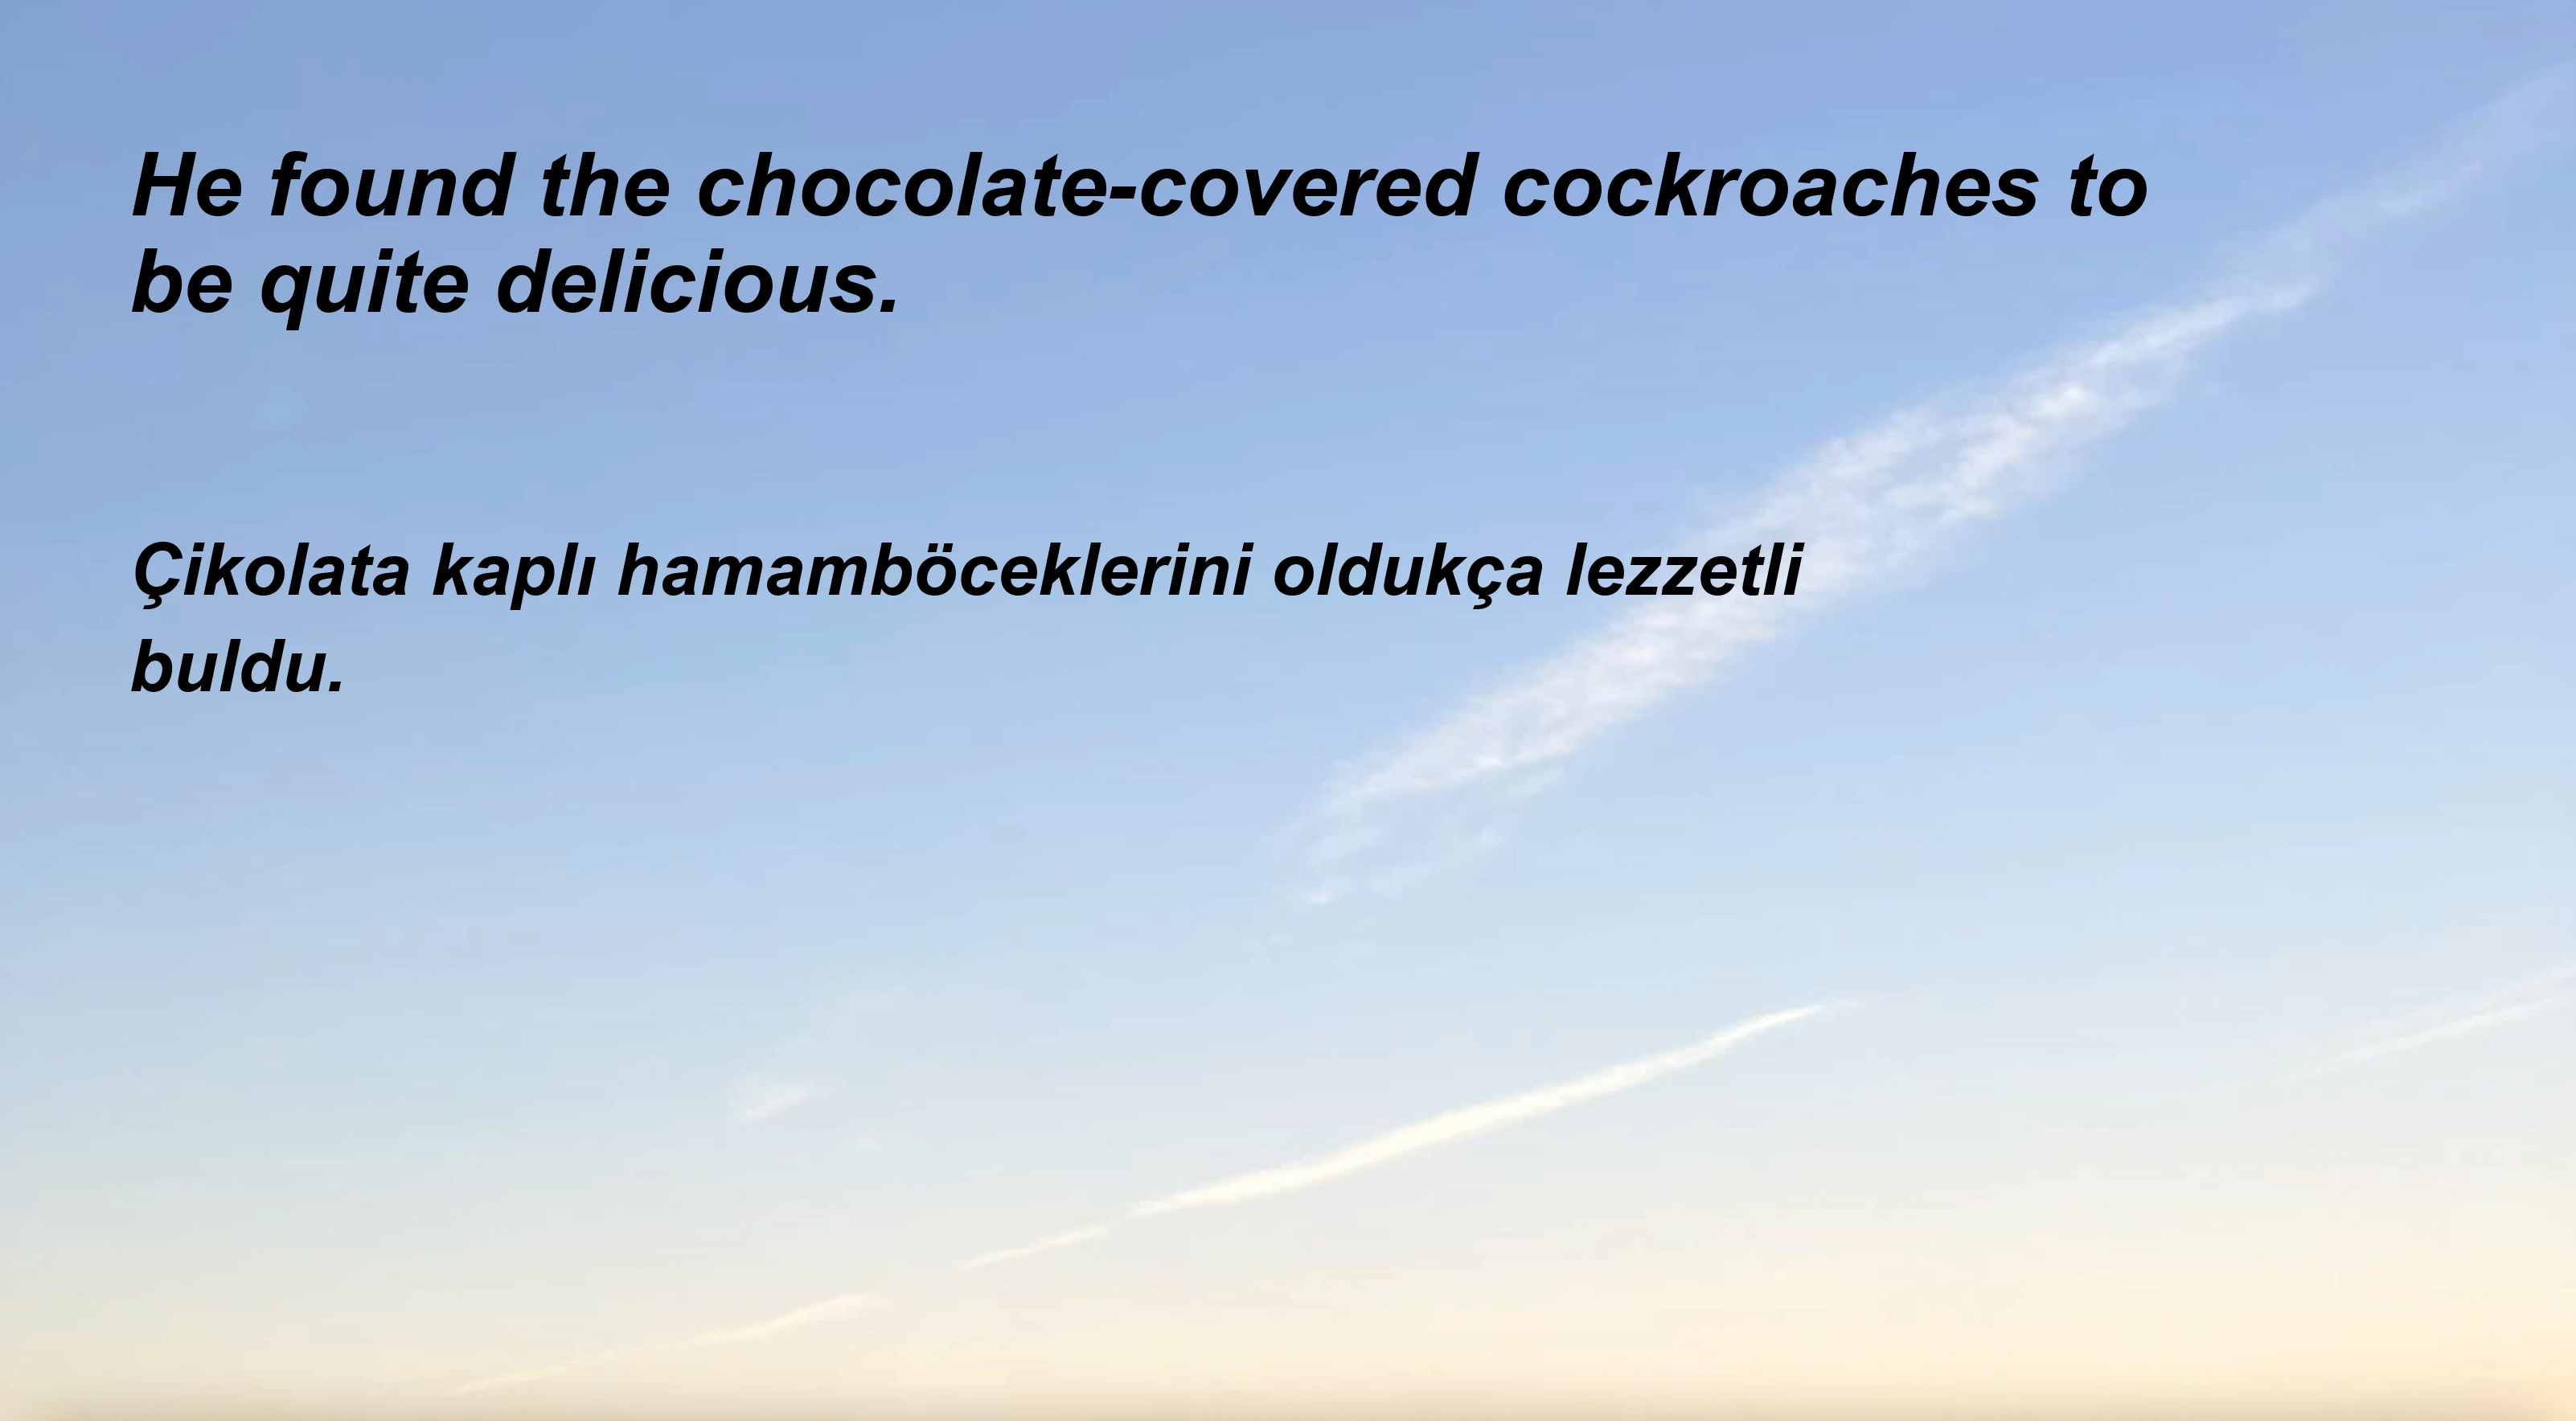 He found the chocolate-covered cockroaches to
be quite delicious.
Çikolata kaplı hamamböceklerini oldukça lezzetli
buldu.